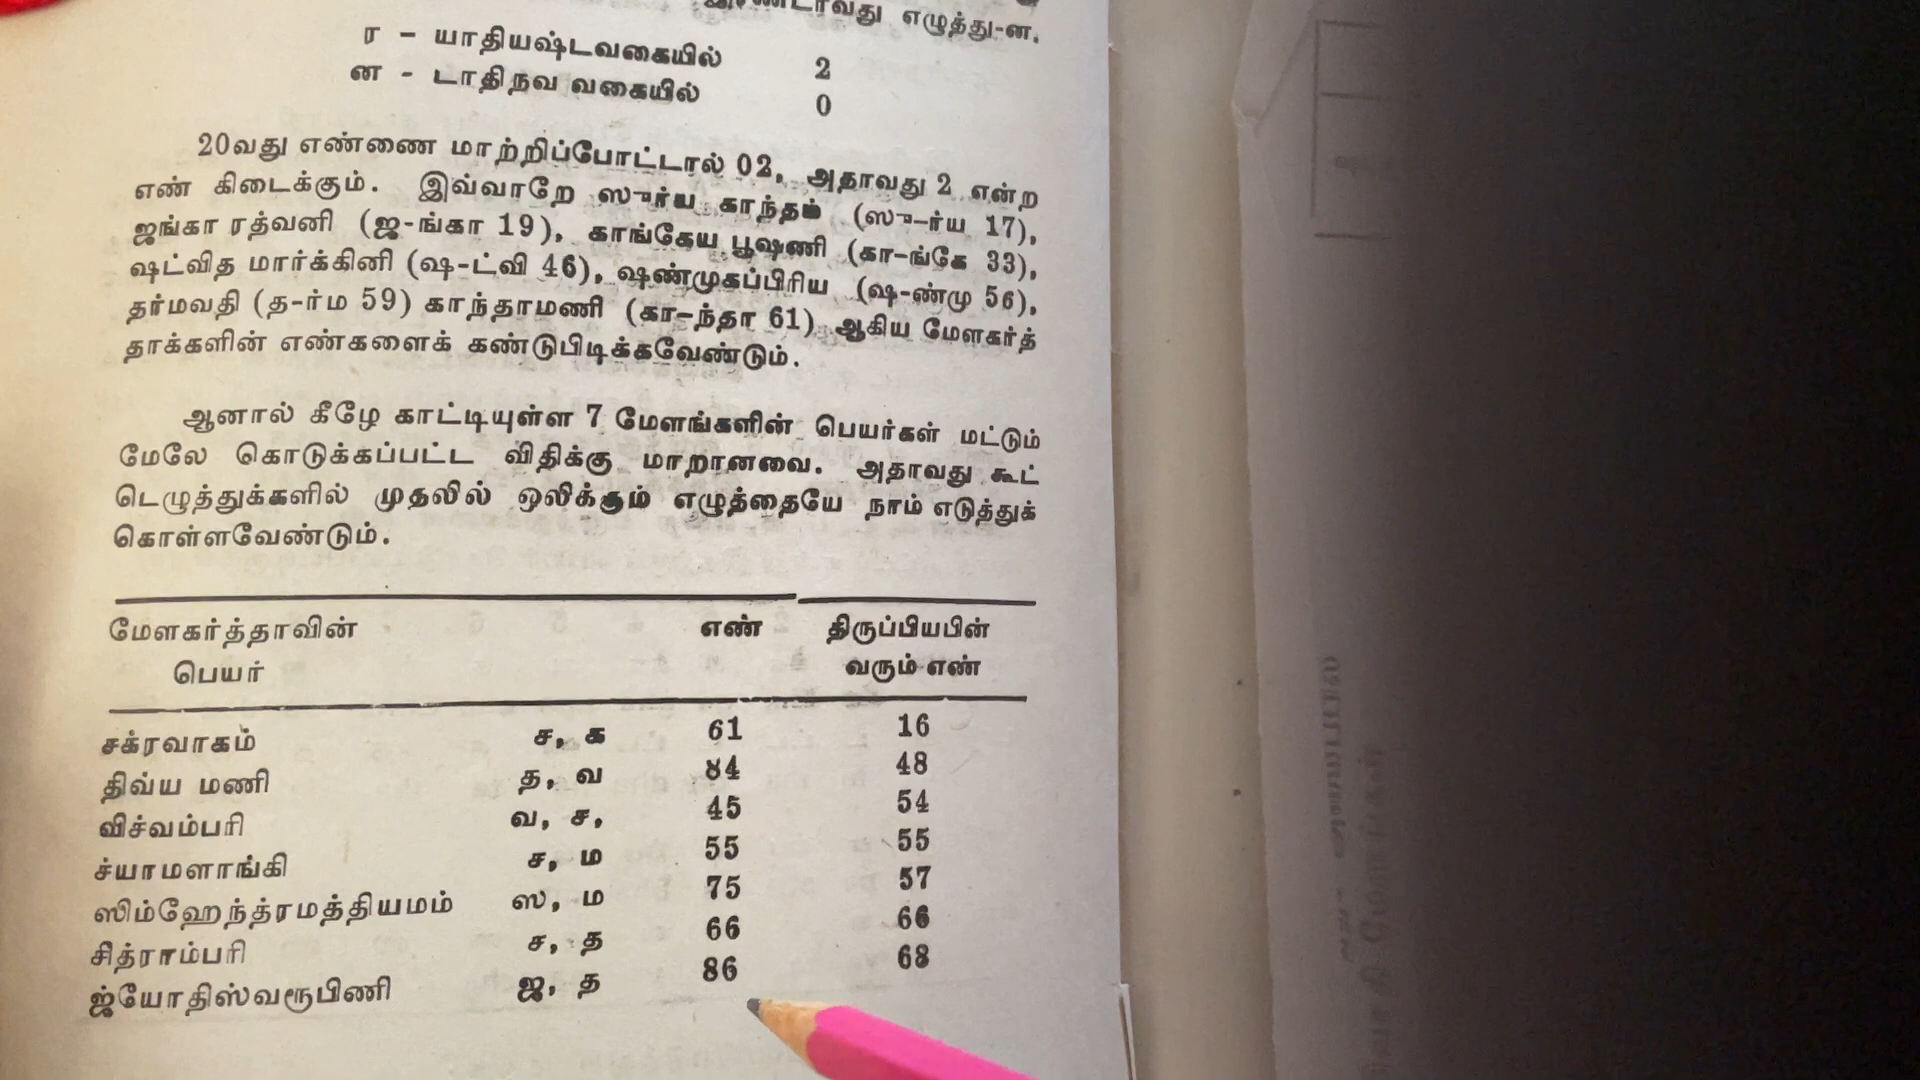 எழுத்து-ன.
ர - யாதியஷ்டவகையில் 2
ன - டாதிநவ வகையில் 0
20வது எண்ணை மாற்றிப்போட்டால் 02, அதாவது 2 என்ற
எண் கிடைக்கும். இவ்வாறே ஸூர்ய காந்தம் (ஸூ-ர்ய 17),
ஜங்கா ரத்வனி (ஜ-ங்கா 19), காங்கேய பூஷணி (கா-ங்கே 33),
ஷட்வித மார்க்கினி (ஷ-ட்வி 46), ஷண்முகப்பிரிய (ஷ-ண்மு 56),
தர்மவதி (த-ர்ம 59) காந்தாமணி (கா-ந்தா 61) ஆகிய மேளகர்த்
தாக்களின் எண்களைக் கண்டுபிடிக்கவேண்டும்.
ஆனால் கீழே காட்டியுள்ள 7 மேளங்களின் பெயர்கள் மட்டும்
மேலே கொடுக்கப்பட்ட விதிக்கு மாறானவை. அதாவது கூட்
டெழுத்துக்களில் முதலில் ஒலிக்கும் எழுத்தையே நாம் எடுத்துக்
கொள்ளவேண்டும்.
மேளகர்த்தாவின் எண் திருப்பியபின்
பெயர் வரும் எண்
சக்ரவாகம் ச, க 61 16
திவ்ய மணி த, வ 84 48
விச்வம்பரி வ, ச, 45 54
ச்யாமளாங்கி ச, ம 55 55
ஸிம்ஹேந்த்ரமத்தியமம் ஸ, ம 75 57
சித்ராம்பரி ச, த 66 66
ஜ்யோதிஸ்வரூபிணி ஜ, த 86 68